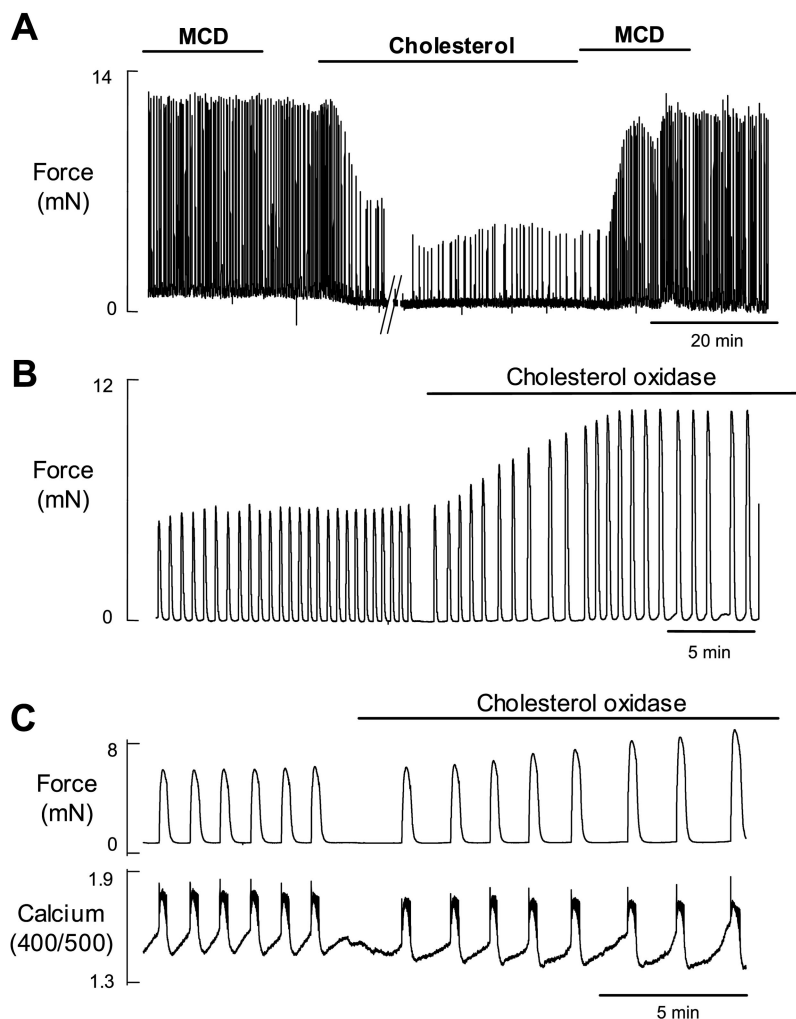 A
MCD
Cholesterol
MCD
14
Force
(mN)
0
20 min
B
Cholesterol oxidase
12
Force
(mN)
0
5 min
C
Cholesterol oxidase
8
Force
(mN)
0
1.9
Calcium
(400/500)
1.3
5 min